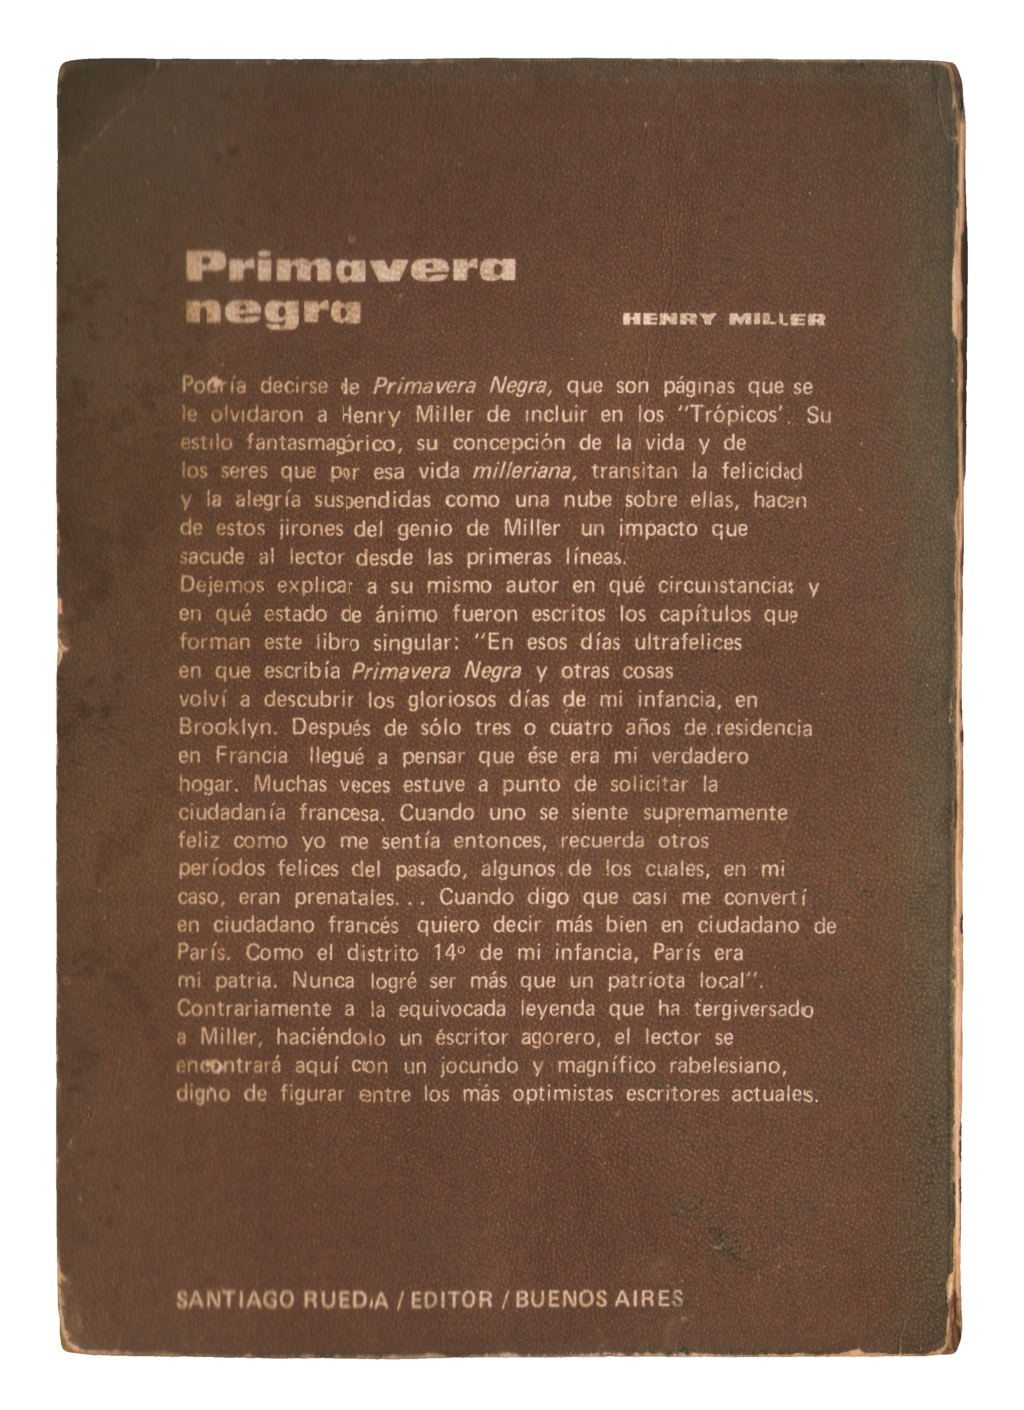 Primavera
negra
HENRY MILLER
Podría decirse de Primavera Negra, que son páginas que se
le olvidaron a Henry Miller de incluir en los "Trópicos'. Su
estilo fantasmagórico, su concepción de la vida y de
los seres que por esa vida milleriana, transitan la felicidad
y la alegría suspendidas como una nube sobre ellas, hacen
de estos jirones del genio de Miller un impacto que
sacude al lector desde las primeras líneas.
Dejemos explicar a su mismo autor en qué circunstancias y
en qué estado de ánimo fueron escritos los capítulos que
forman este libro singular: "En esos días ultrafelices
en que escribía Primavera Negra y otras cosas
volví a descubrir los gloriosos días de mi infancia, en
Brooklyn. Después de sólo tres o cuatro años de residencia
en Francia llegué a pensar que ése era mi verdadero
hogar. Muchas veces estuve a punto de solicitar la
ciudadanía francesa. Cuando uno se siente supremamente
feliz como yo me sentía entonces, recuerda otros
períodos felices del pasado, algunos de los cuales, en mi
caso, eran prenatales... Cuando digo que casi me convertí
en ciudadano francés quiero decir más bien en ciudadano de
París. Como el distrito 14º de mi infancia, París era
mi patria. Nunca logré ser más que un patriota local".
Contrariamente a la equivocada leyenda que ha tergiversado
a Miller, haciéndolo un éscritor agorero, el lector se
encontrará aquí con un jocundo y magnífico rabelesiano,
digno de figurar entre los más optimistas escritores actuales.
SANTIAGO RUEDA / EDITOR / BUENOS AIRES